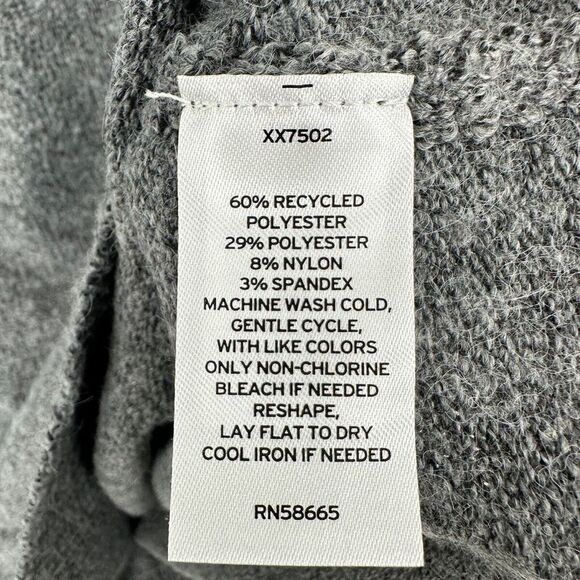 XX7502
60% RECYCLED
POLYESTER
29% POLYESTER
8% NYLON
3% SPANDEX
MACHINE WASH COLD,
GENTLE CYCLE,
WITH LIKE COLORS
ONLY NON-CHLORINE
BLEACH IF NEEDED
RESHAPE,
LAY FLAT TO DRY
COOL IRON IF NEEDED
RN58665